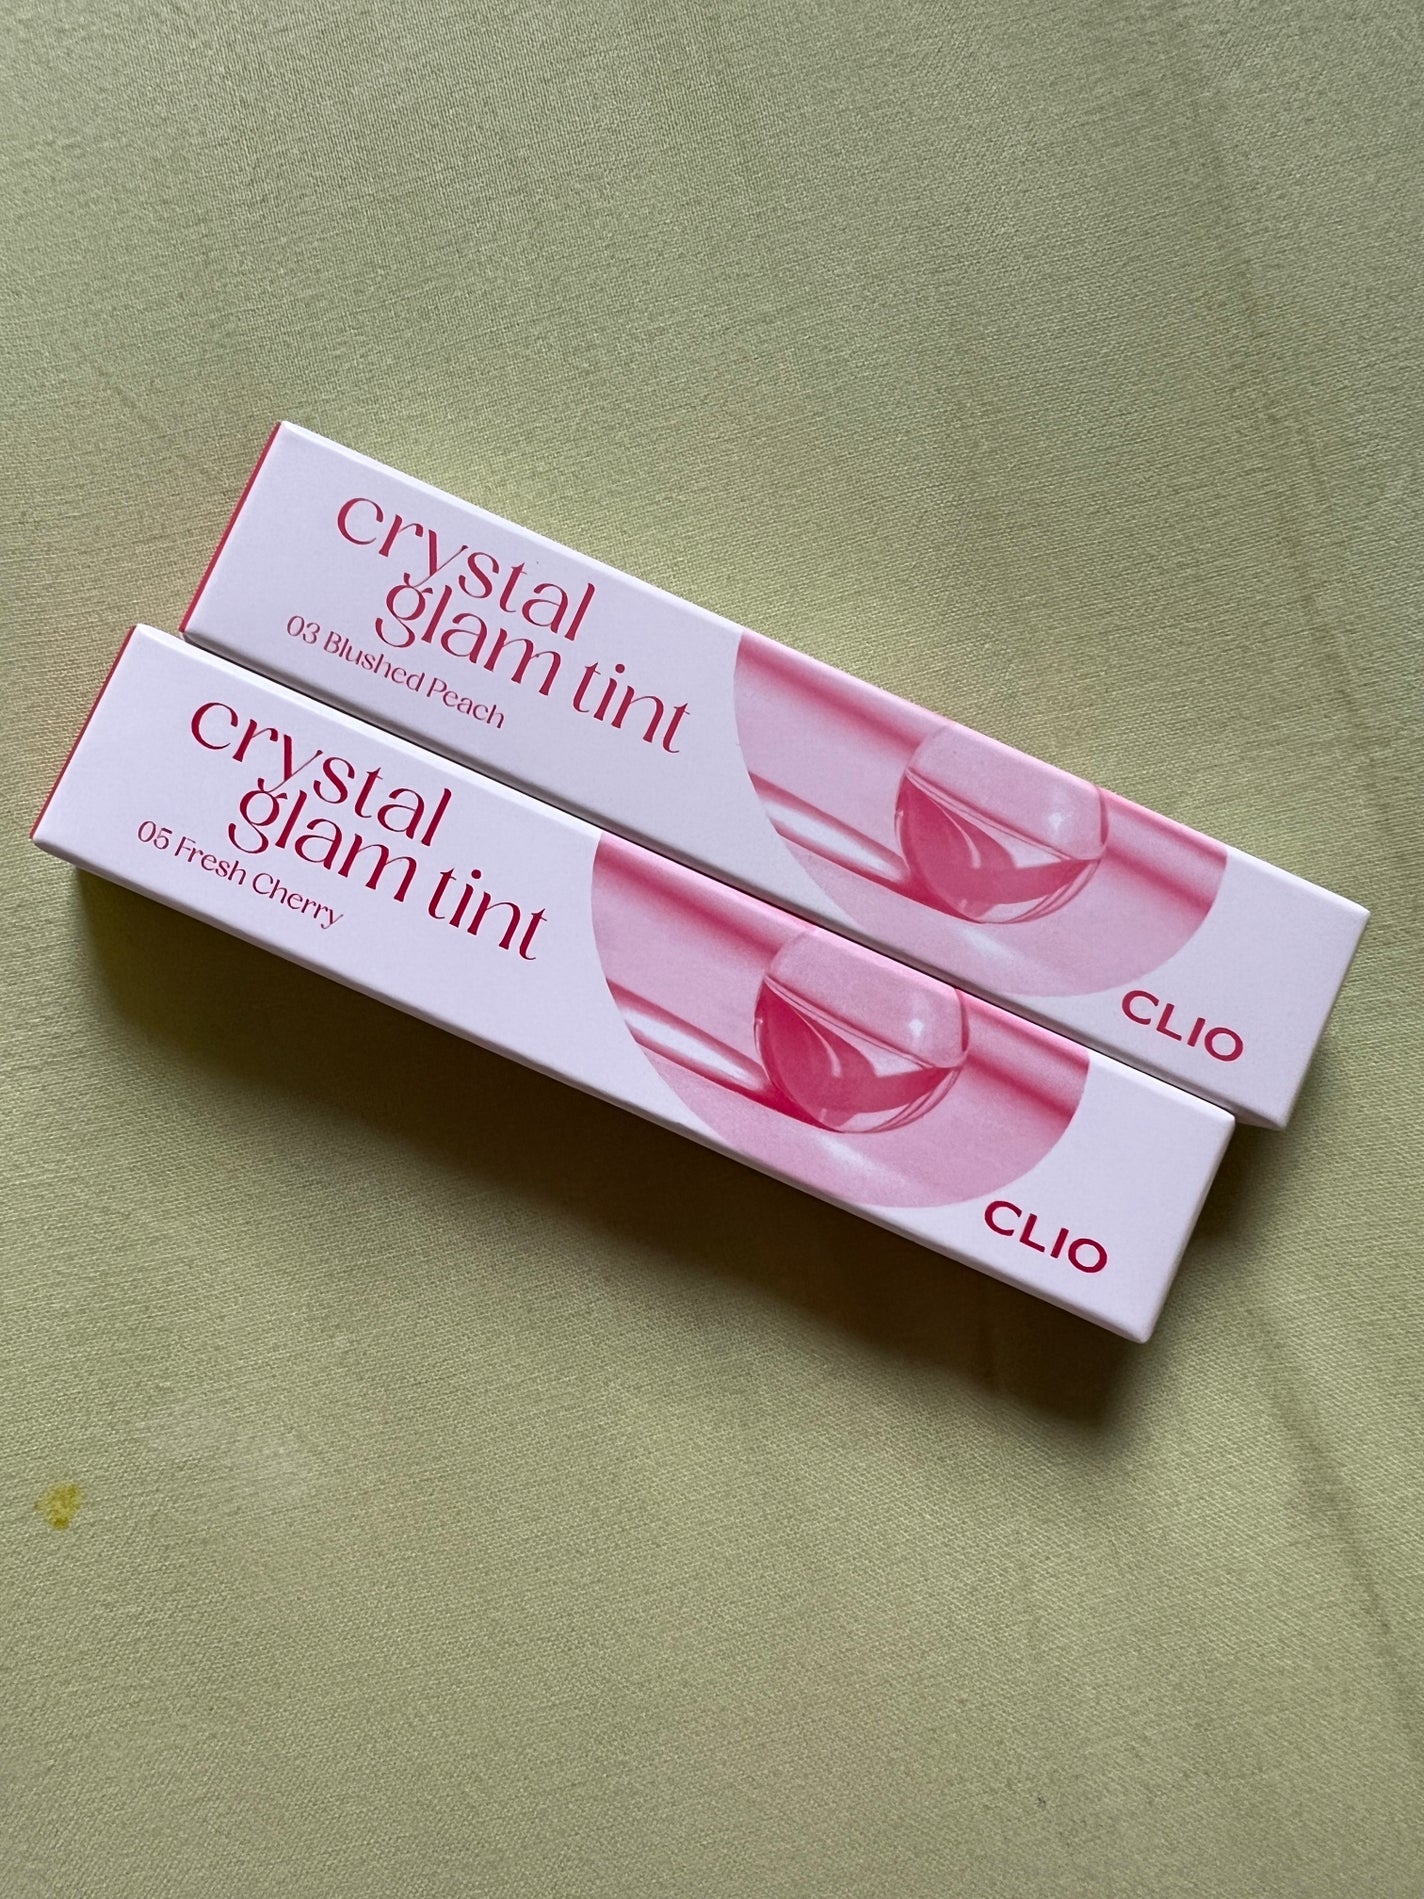 crystal
glam tint
03 Blushed Peach
CLIO
crystal
glam tint
05 Fresh Cherry
CLIO